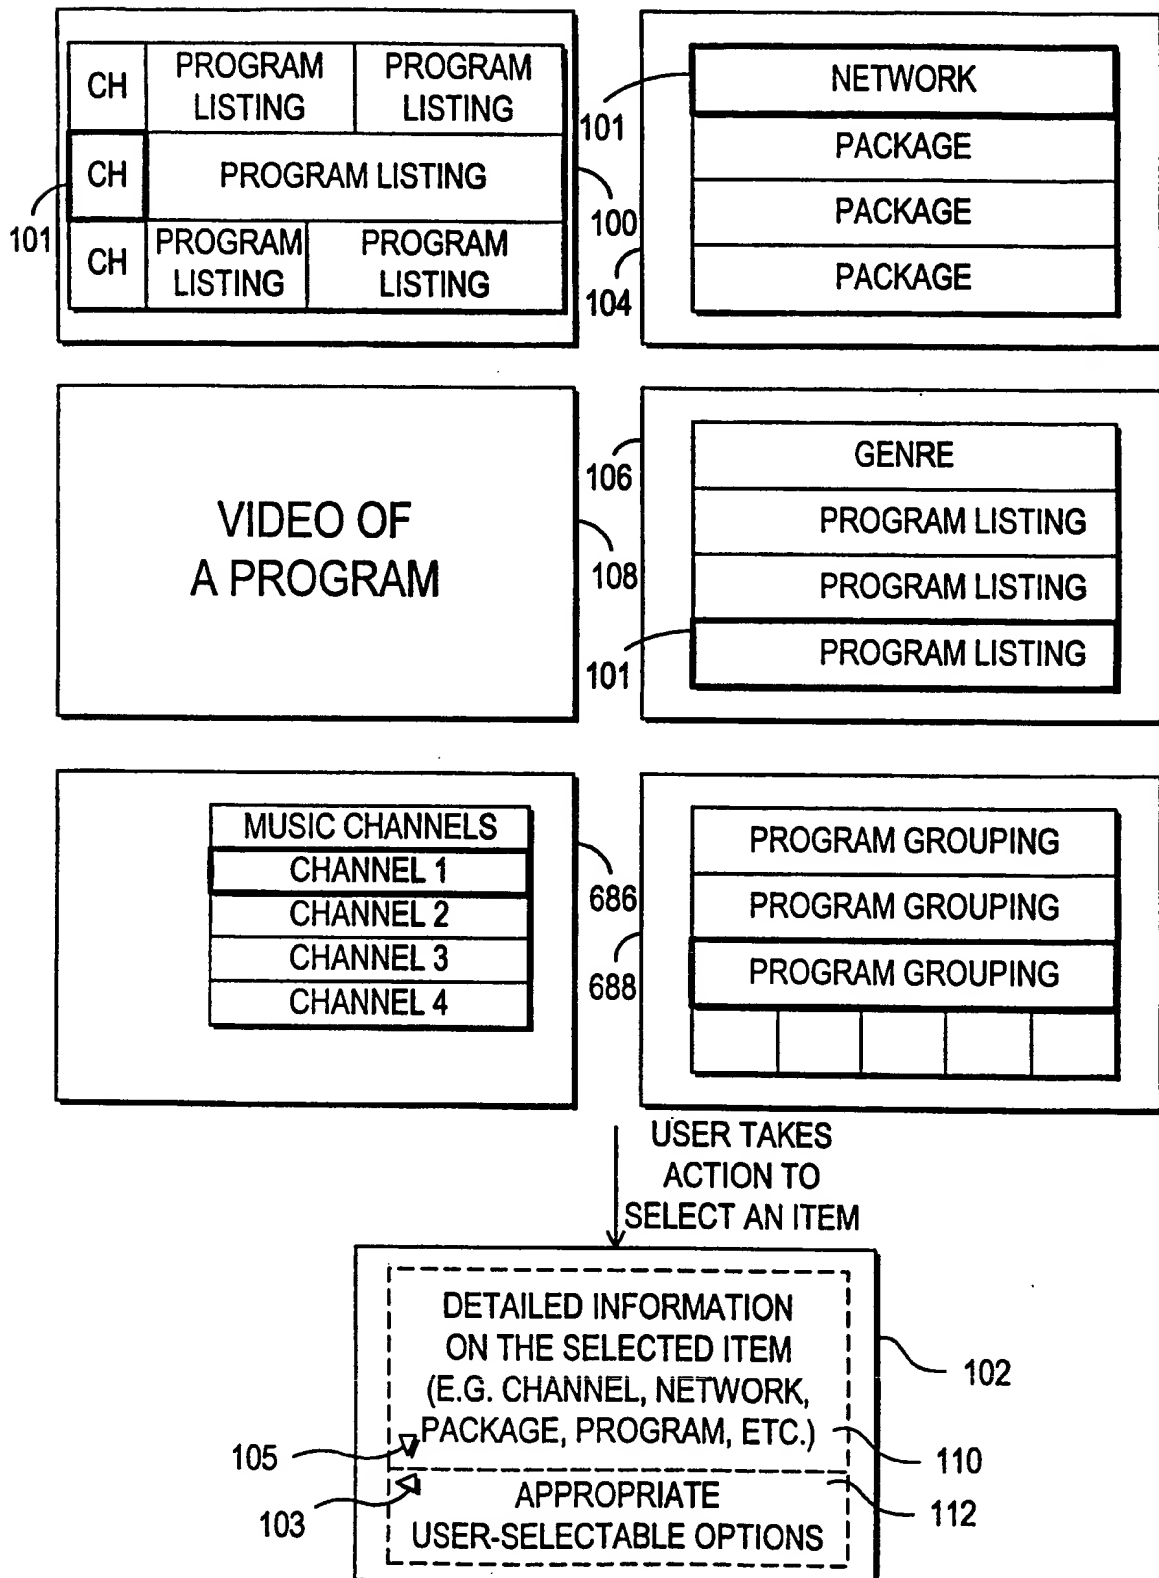 CH
PROGRAM
LISTING
PROGRAM
LISTING
CH
PROGRAM LISTING
CH
PROGRAM
LISTING
PROGRAM
LISTING
101
100
NETWORK
PACKAGE
PACKAGE
PACKAGE
101
104
VIDEO OF
A PROGRAM
108
GENRE
PROGRAM LISTING
PROGRAM LISTING
PROGRAM LISTING
106
101
MUSIC CHANNELS
CHANNEL 1
CHANNEL 2
CHANNEL 3
CHANNEL 4
686
PROGRAM GROUPING
PROGRAM GROUPING
PROGRAM GROUPING
688
USER TAKES
ACTION TO
SELECT AN ITEM
DETAILED INFORMATION
ON THE SELECTED ITEM
(E.G. CHANNEL, NETWORK,
PACKAGE, PROGRAM, ETC.)
102
105
110
APPROPRIATE
USER-SELECTABLE OPTIONS
103
112